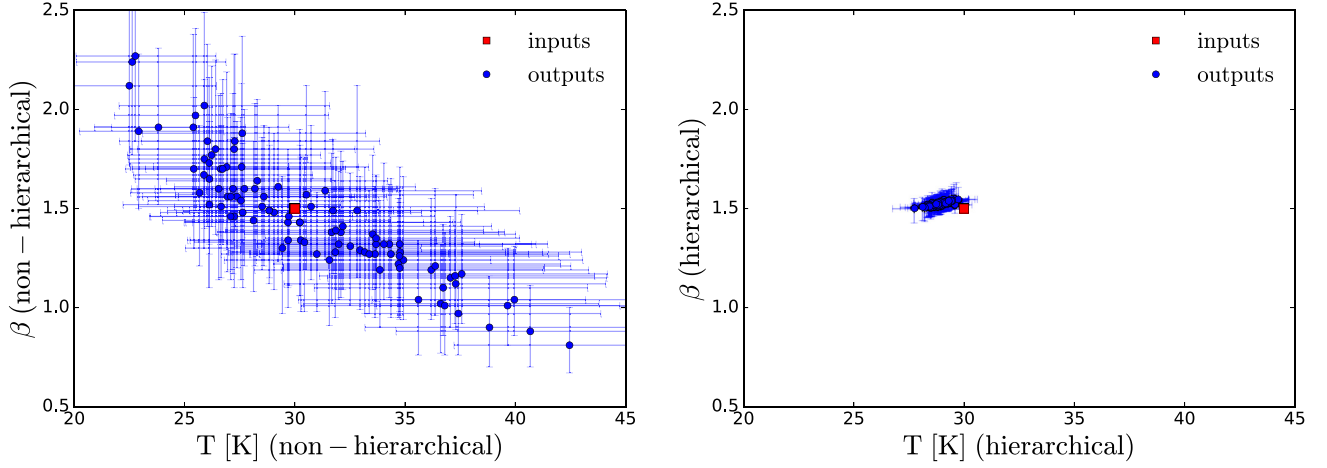 2.5
2.0
1.5
1.0
0.5
20 25 30 35 40 45
T [K] (non − hierarchical)
β (non − hierarchical)
inputs
outputs
2.5
2.0
1.5
1.0
0.5
20 25 30 35 40 45
T [K] (hierarchical)
β (hierarchical)
inputs
outputs